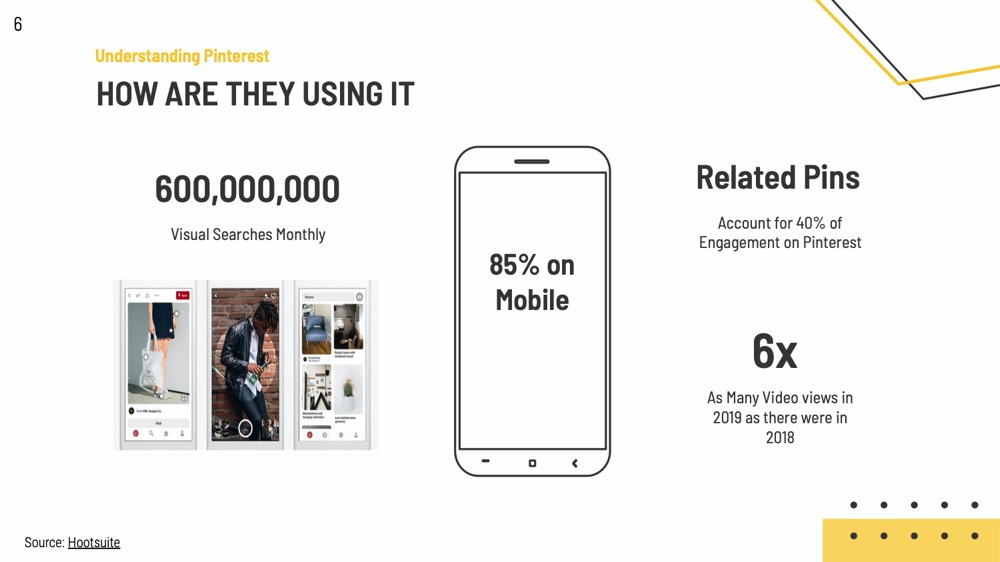 6
Understanding Pinterest
HOW ARE THEY USING IT
600,000,000
Visual Searches Monthly
Home
85% on
Mobile
Related Pins
Account for 40% of
Engagement on Pinterest
6x
As Many Video views in
2019 as there were in
2018
Source: Hootsuite